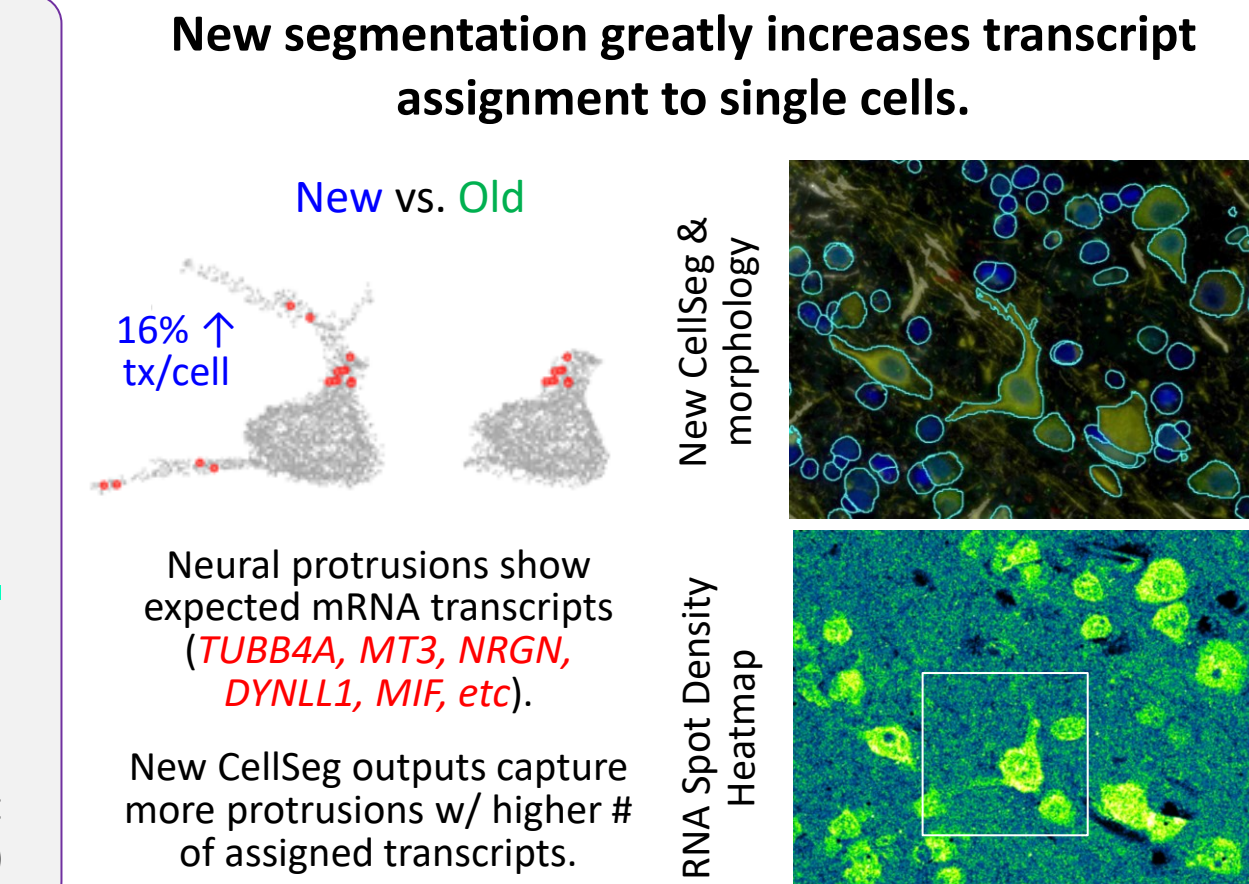 New segmentation greatly increases transcript
assignment to single cells.
New vs. Old
16% ↑
tx/cell
Neural protrusions show
expected mRNA transcripts
(TUBB4A, MT3, NRGN,
DYNLL1, MIF, etc).
New CellSeg outputs capture
more protrusions w/ higher #
of assigned transcripts.
New CellSeg &
morphology
RNA Spot Density
Heatmap